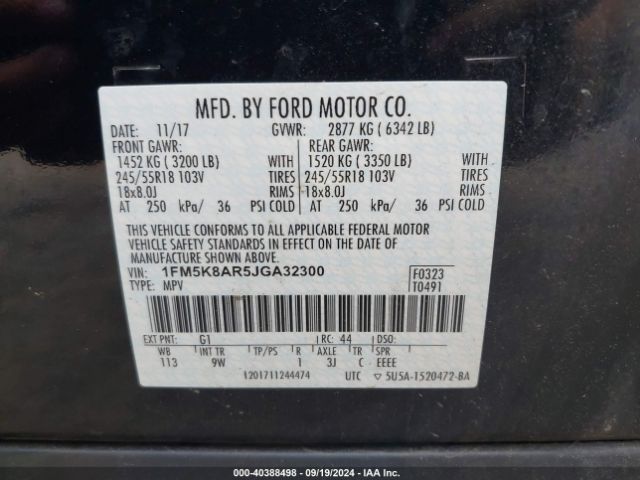 MFD. BY FORD MOTOR CO.
DATE: 11/17 GVWR: 2877 KG ( 6342 LB)
FRONT GAWR: REAR GAWR:
1452 KG ( 3200 LB) WITH 1520 KG ( 3350 LB) WITH
245/55R18 103V TIRES 245/55R18 103V TIRES
18x8.0J RIMS 18x8.0J RIMS
AT 250 kPa/ 36 PSI COLD AT 250 kPa/ 36 PSI COLD
THIS VEHICLE CONFORMS TO ALL APPLICABLE FEDERAL MOTOR
VEHICLE SAFETY STANDARDS IN EFFECT ON THE DATE OF
MANUFACTURE SHOWN ABOVE.
VIN: 1FM5K8AR5JGA32300 F0323
TYPE: MPV T0491
EXT PNT: G1 RC: 44 DSO:
WB INT TR TP/PS R AXLE TR SPR
113 9W 1 3J C EEEE
1201711244474 UTC ▽ 5U5A-1520472-BA
000-40388498 - 09/19/2024 - IAA Inc.